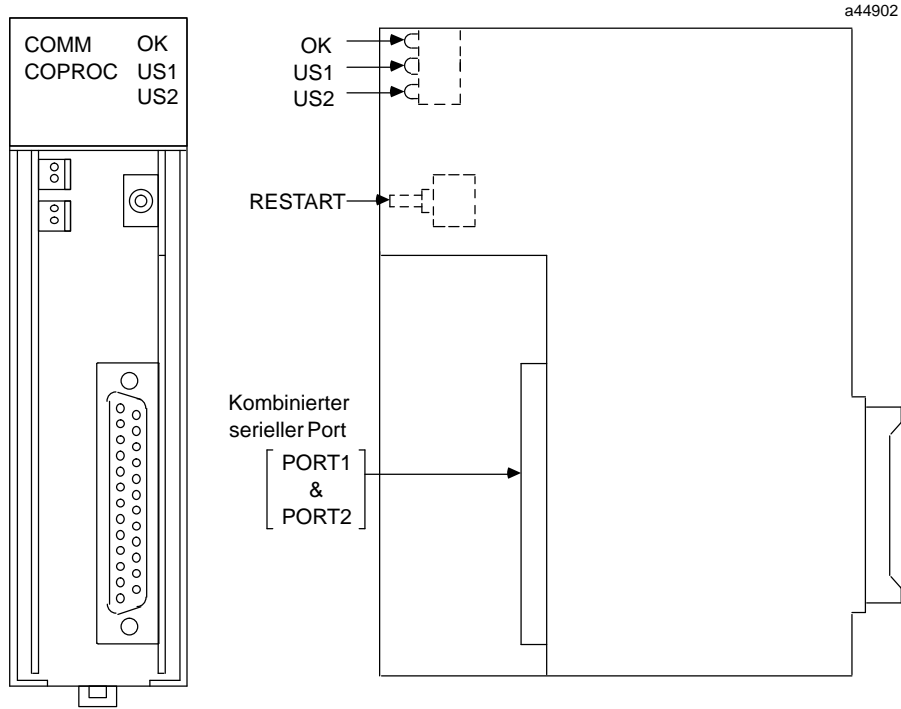 a44902
COMM OK
COPROC US1
US2
OK
US1
US2
RESTART
Kombinierter
serieller Port
PORT1
&
PORT2